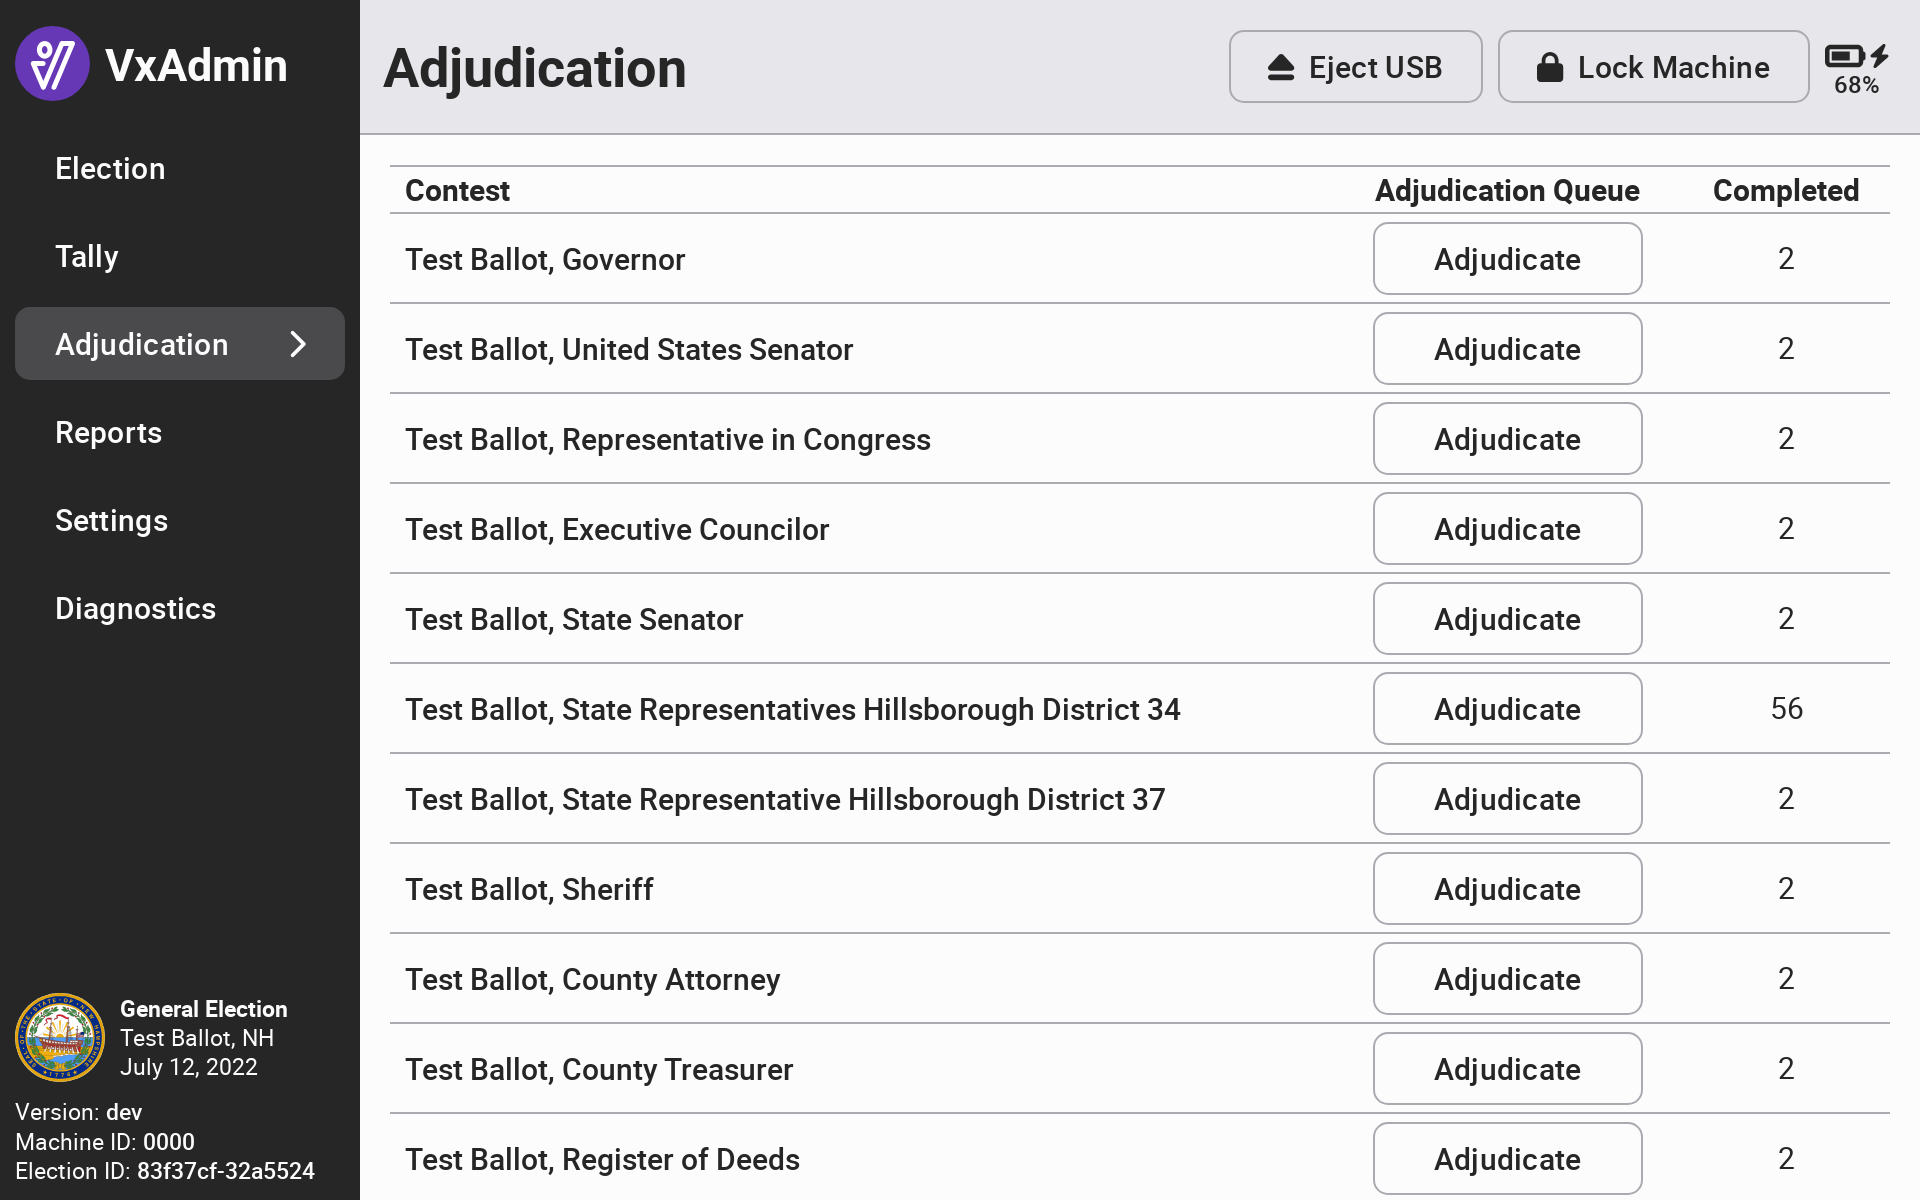 VxAdmin
Election
Tally
Adjudication
Reports
Settings
Diagnostics
General Election
Test Ballot, NH
July 12, 2022
Version: dev
Machine ID: 0000
Election ID: 83f37cf-32a5524
Adjudication
Eject USB
Lock Machine
68%
Contest Adjudication Queue Completed
Test Ballot, Governor Adjudicate 2
Test Ballot, United States Senator Adjudicate 2
Test Ballot, Representative in Congress Adjudicate 2
Test Ballot, Executive Councilor Adjudicate 2
Test Ballot, State Senator Adjudicate 2
Test Ballot, State Representatives Hillsborough District 34 Adjudicate 56
Test Ballot, State Representative Hillsborough District 37 Adjudicate 2
Test Ballot, Sheriff Adjudicate 2
Test Ballot, County Attorney Adjudicate 2
Test Ballot, County Treasurer Adjudicate 2
Test Ballot, Register of Deeds Adjudicate 2